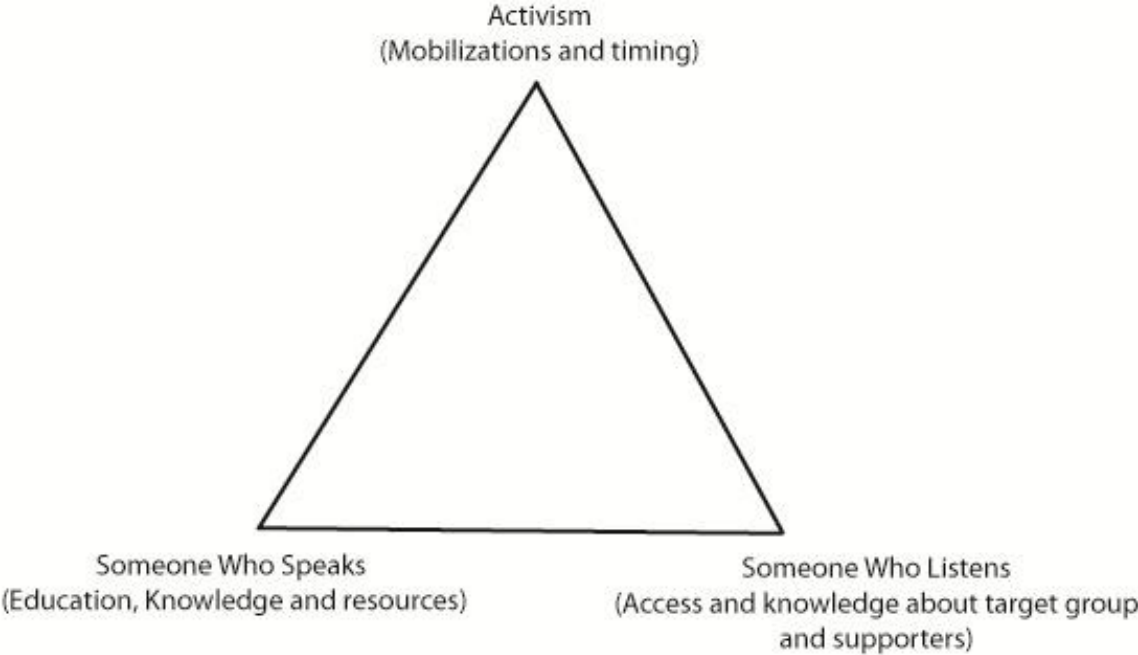 Activism
(Mobilizations and timing)
Someone Who Speaks
(Education, Knowledge and resources)
Someone Who Listens
(Access and knowledge about target group
and supporters)